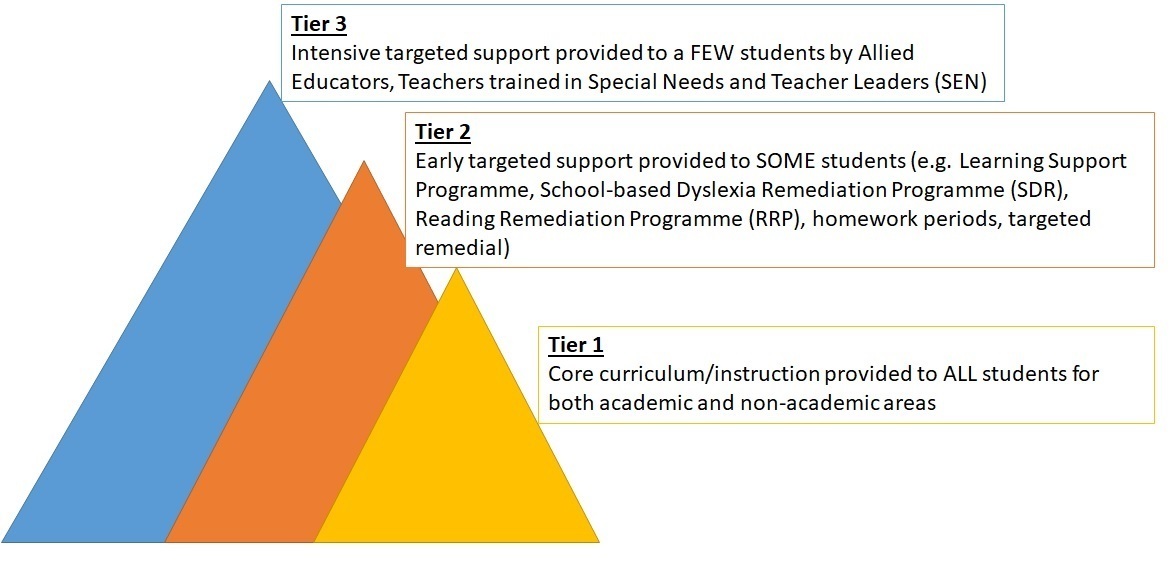 Tier 3
Intensive targeted support provided to a FEW students by Allied
Educators, Teachers trained in Special Needs and Teacher Leaders (SEN)
Tier 2
Early targeted support provided to SOME students (e.g. Learning Support
Programme, School-based Dyslexia Remediation Programme (SDR),
Reading Remediation Programme (RRP), homework periods, targeted
remedial)
Tier 1
Core curriculum/instruction provided to ALL students for
both academic and non-academic areas